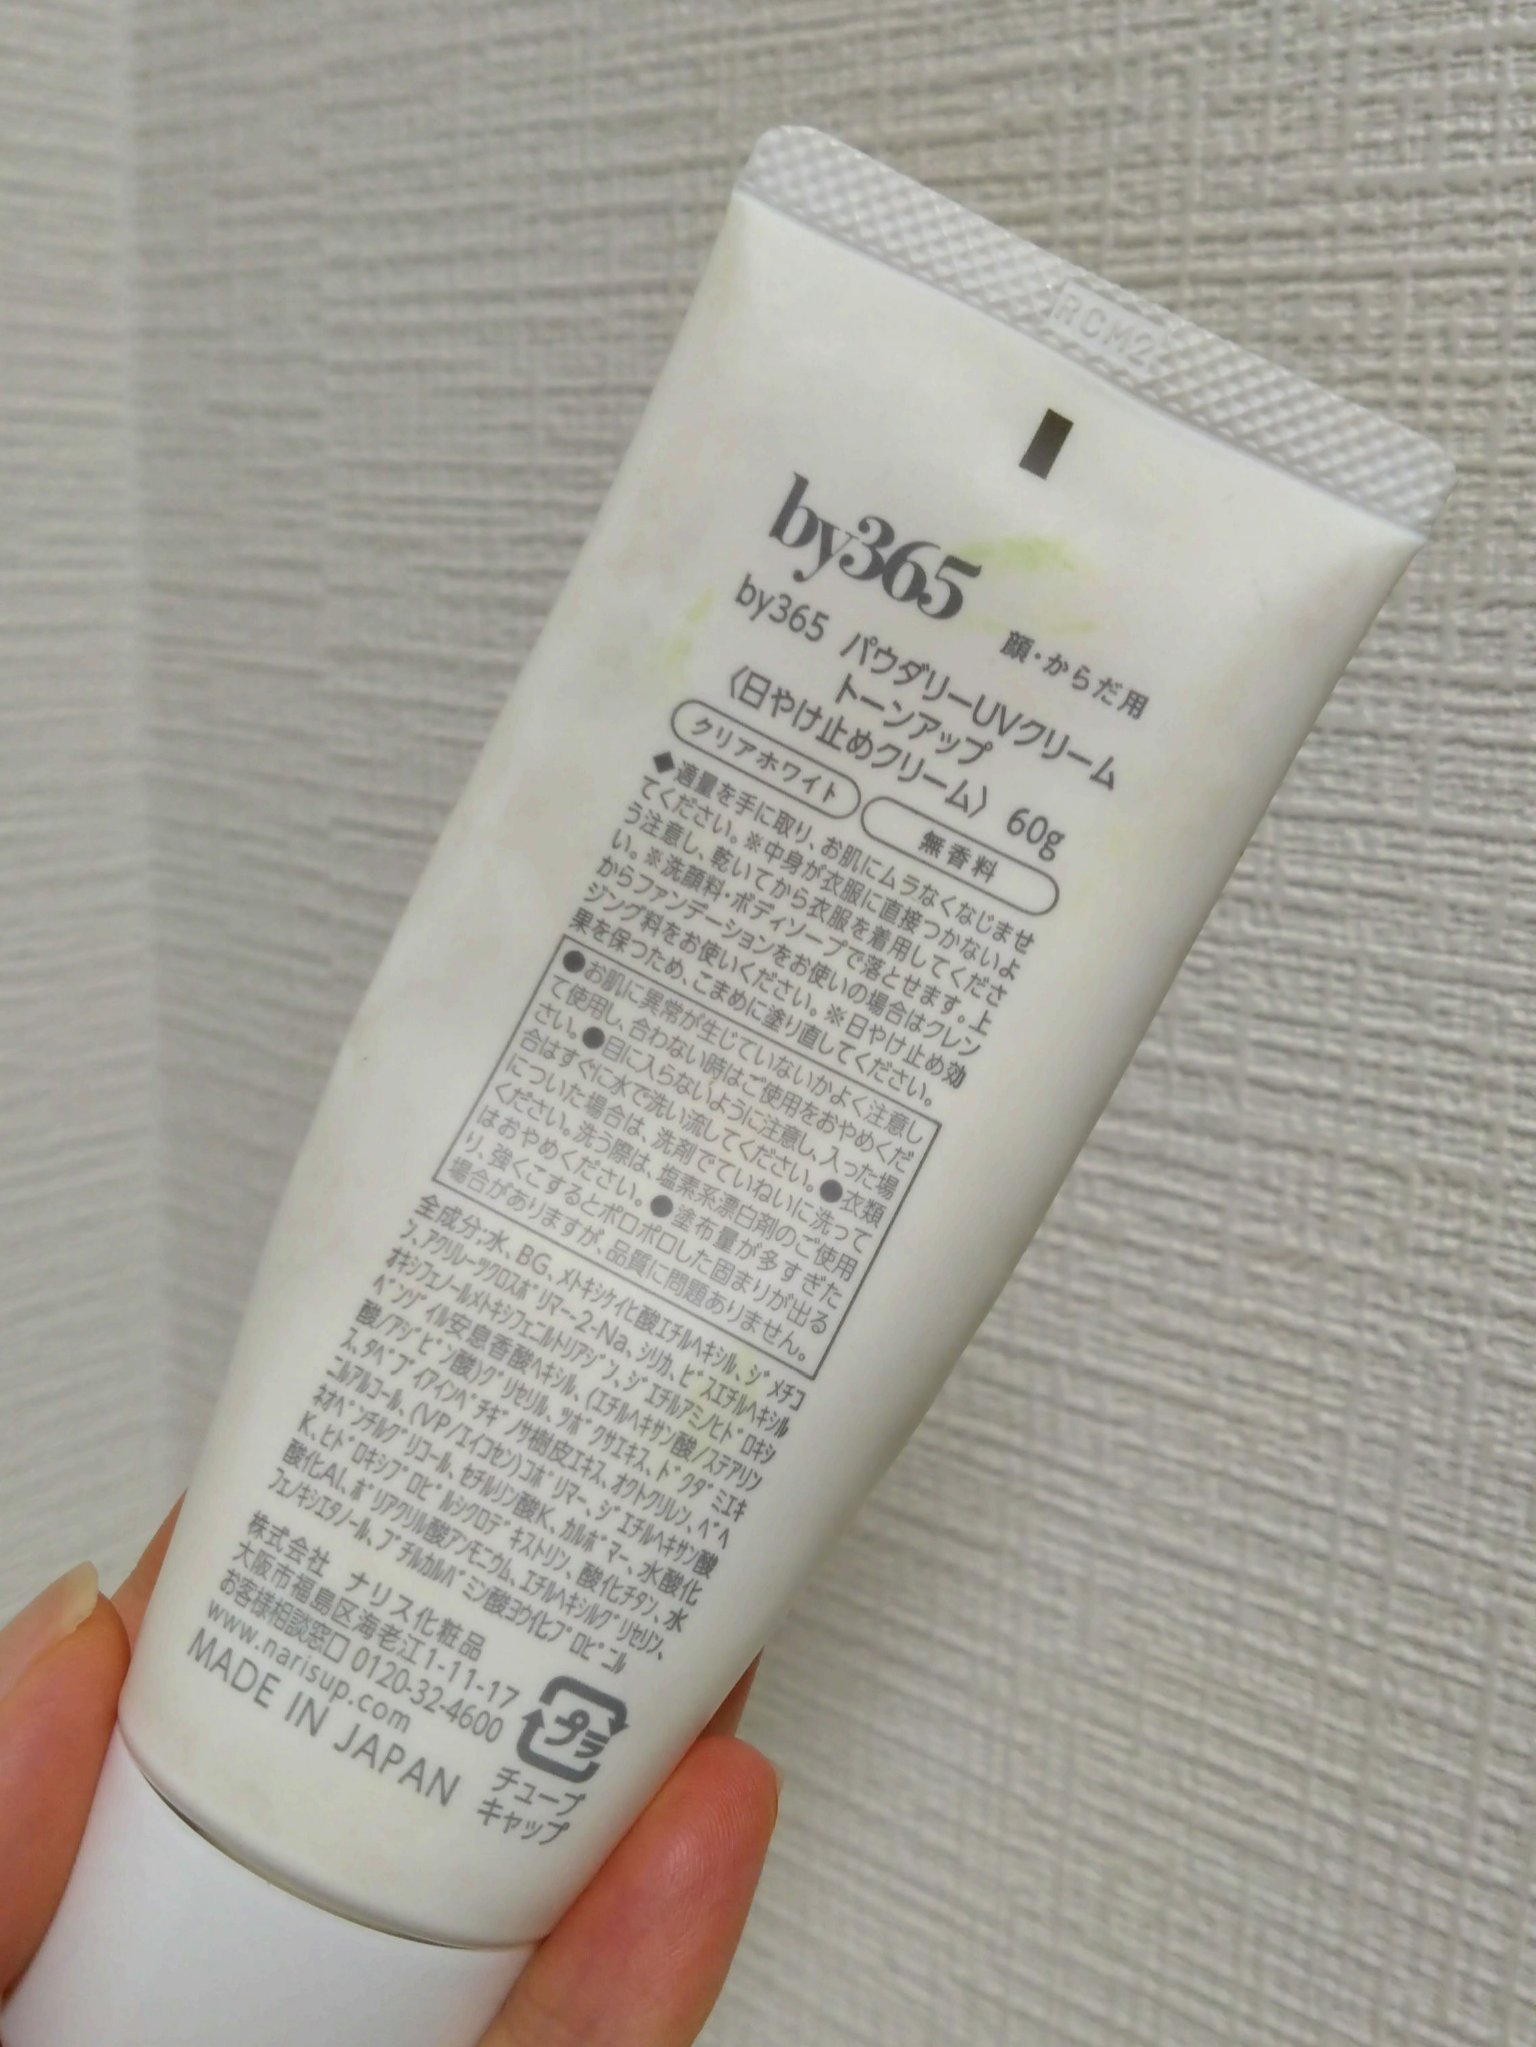 RCM2
by365
顔・からだ用
by365 パウダリーUVクリーム
トーンアップ
〈日やけ止めクリーム〉 60g
クリアホワイト 無香料
◆適量を手に取り、お肌にムラなくなじませ
てください。※中身が衣服に直接つかないよ
う注意し、乾いてから衣服を着用してくださ
い。※洗顔料・ボディソープで落とせます。上
からファンデーションをお使いの場合はクレン
ジング料をお使いください。※日やけ止め効
果を保つため、こまめに塗り直してください。
●お肌に異常が生じていないかよく注意し
て使用し、合わない時はご使用をおやめくだ
さい。●目に入らないように注意し、入った場
合はすぐに水で洗い流してください。●衣類
についた場合は、洗剤でていねいに洗って
ください。洗う際は、塩素系漂白剤のご使用
はおやめください。●塗布量が多すぎた
り、強くこするとポロポロした固まりが出る
場合がありますが、品質に問題ありません。
全成分:水、BG、ﾒﾄｷｼｹｲﾋ酸ｴﾁﾙﾍｷｼﾙ、ｼﾞﾒﾁｺ
ﾝ、ｱｸﾘﾚｰﾂｸﾛｽﾎﾟﾘﾏｰ-2-Na、ｼﾘｶ、ﾋﾞｽｴﾁﾙﾍｷｼﾙ
ｵｷｼﾌｪﾉｰﾙﾒﾄｷｼﾌｪﾆﾙﾄﾘｱｼﾞﾝ、ｼﾞｴﾁﾙｱﾐﾉﾋﾄﾞﾛｷｼ
ﾍﾞﾝｿﾞｲﾙ安息香酸ﾍｷｼﾙ、(ｴﾁﾙﾍｷｻﾝ酸/ｽﾃｱﾘﾝ
酸/ｱｼﾞﾋﾟﾝ酸)ｸﾞﾘｾﾘﾙ、ﾂﾎﾞｸｻｴｷｽ、ﾄﾞｸﾀﾞﾐｴｷ
ｽ、ﾀﾍﾞﾌﾞｲｱｲﾝﾍﾟﾁｷﾞﾉｻ樹皮ｴｷｽ、ｵｸﾄｸﾘﾚﾝ、ﾍﾞﾍ
ﾆﾙｱﾙｺｰﾙ、(VP/ｴｲｺｾﾝ)ｺﾎﾟﾘﾏｰ、ｼﾞｴﾁﾙﾍｷｻﾝ酸
ﾈｵﾍﾟﾝﾁﾙｸﾞﾘｺｰﾙ、ｾﾁﾙﾘﾝ酸K、ｶﾙﾎﾞﾏｰ、水酸化
K、ﾋﾄﾞﾛｷｼﾌﾟﾛﾋﾟﾙｼｸﾛﾃﾞｷｽﾄﾘﾝ、酸化ﾁﾀﾝ、水
酸化Al、ﾎﾟﾘｱｸﾘﾙ酸ｱﾝﾓﾆｳﾑ、ｴﾁﾙﾍｷｼﾙｸﾞﾘｾﾘﾝ、
ﾌｪﾉｷｼｴﾀﾉｰﾙ、ﾌﾞﾁﾙｶﾙﾊﾞﾐﾝ酸ﾖｳ化ﾌﾟﾛﾋﾟﾆﾙ
株式会社 ナリス化粧品
大阪市福島区海老江1-11-17
お客様相談窓口 0120-32-4600
www.narisup.com
MADE IN JAPAN
プラ
チューブ
キャップ